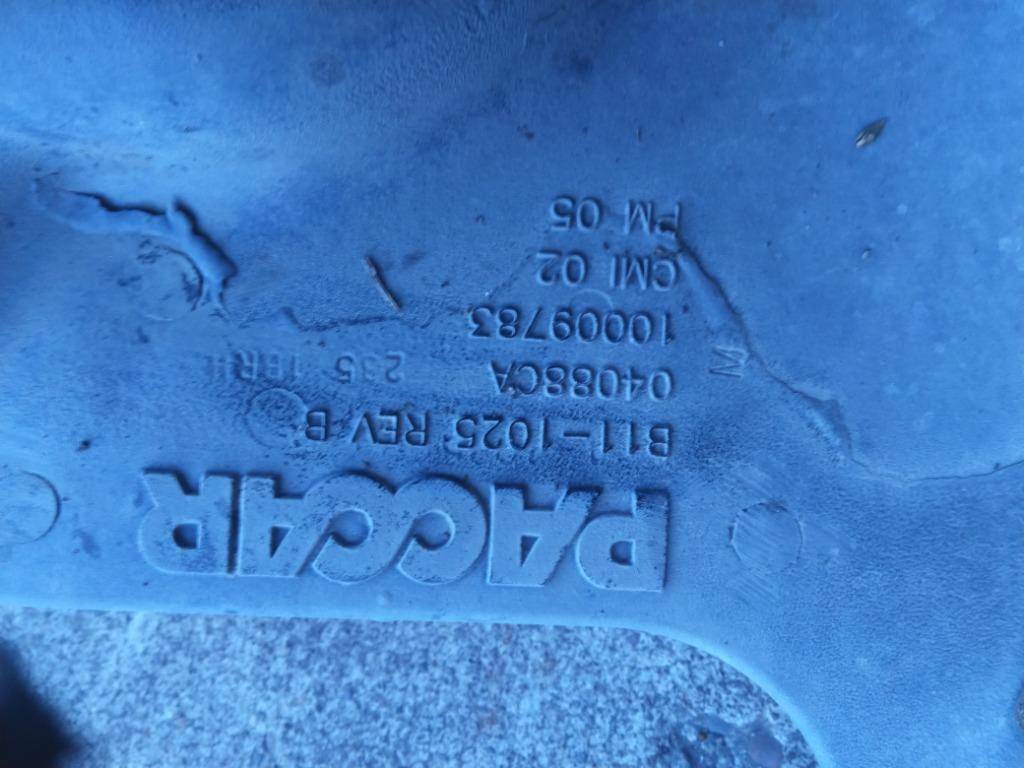 PACCAR
B11-1025 REV B
04088CA
10009783
CMI 02
PM 05
M